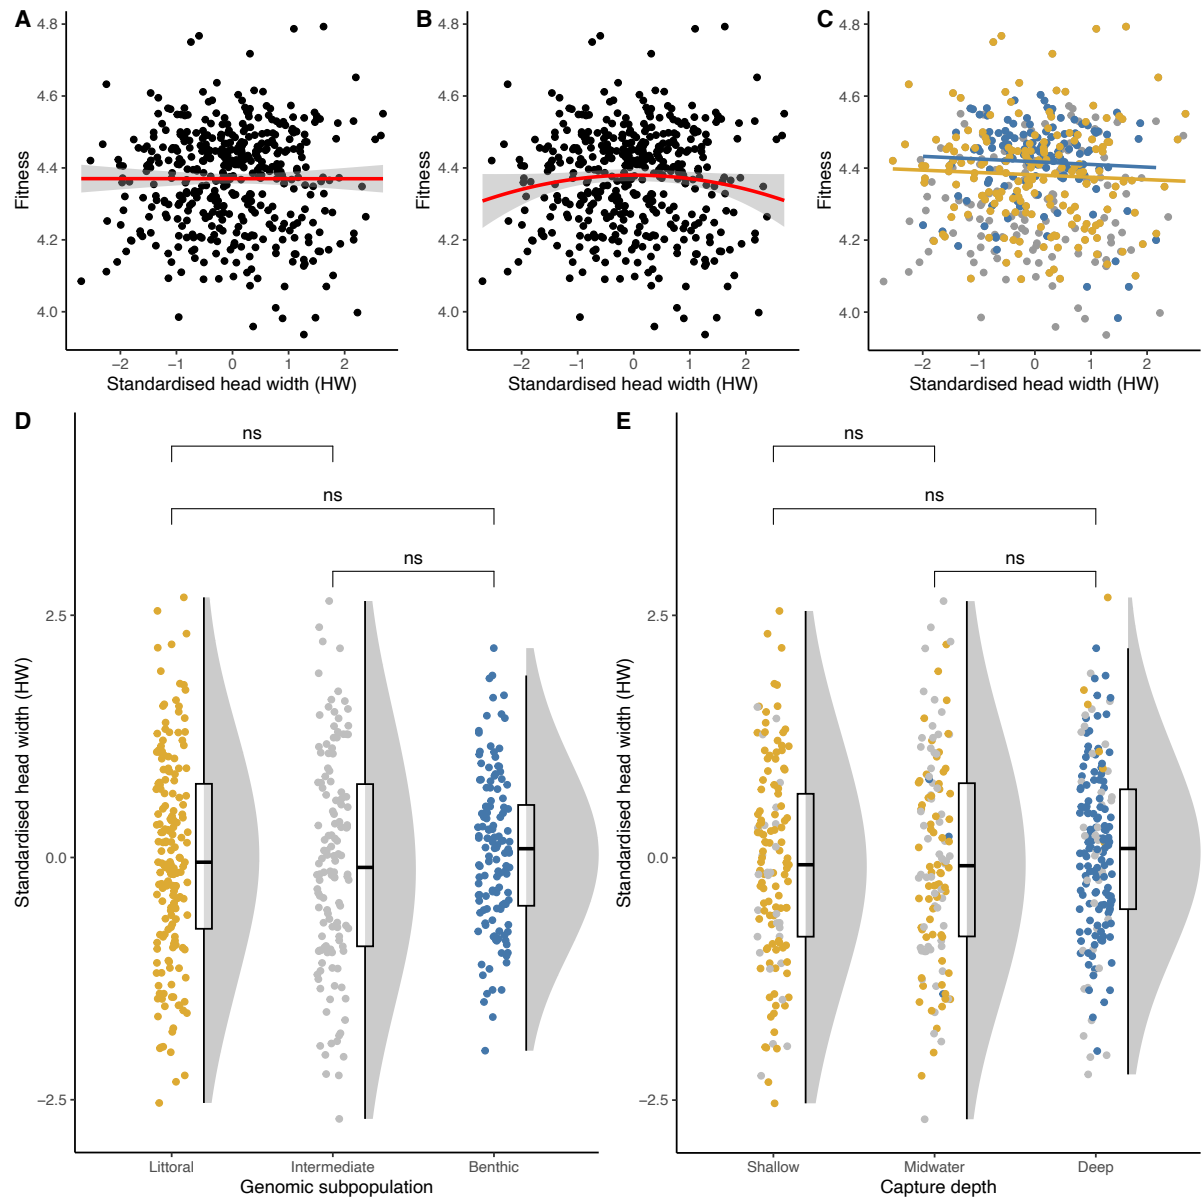 A
B
C
4.8
4.6
4.4
4.2
4.0
Fitness
−2
−1
0
1
2
Standardised head width (HW)
4.8
4.6
4.4
4.2
4.0
Fitness
−2
−1
0
1
2
Standardised head width (HW)
4.8
4.6
4.4
4.2
4.0
Fitness
−2
−1
0
1
2
Standardised head width (HW)
D
ns
ns
ns
2.5
0.0
−2.5
Standardised head width (HW)
Littoral
Intermediate
Benthic
Genomic subpopulation
E
ns
ns
ns
2.5
0.0
−2.5
Standardised head width (HW)
Shallow
Midwater
Deep
Capture depth